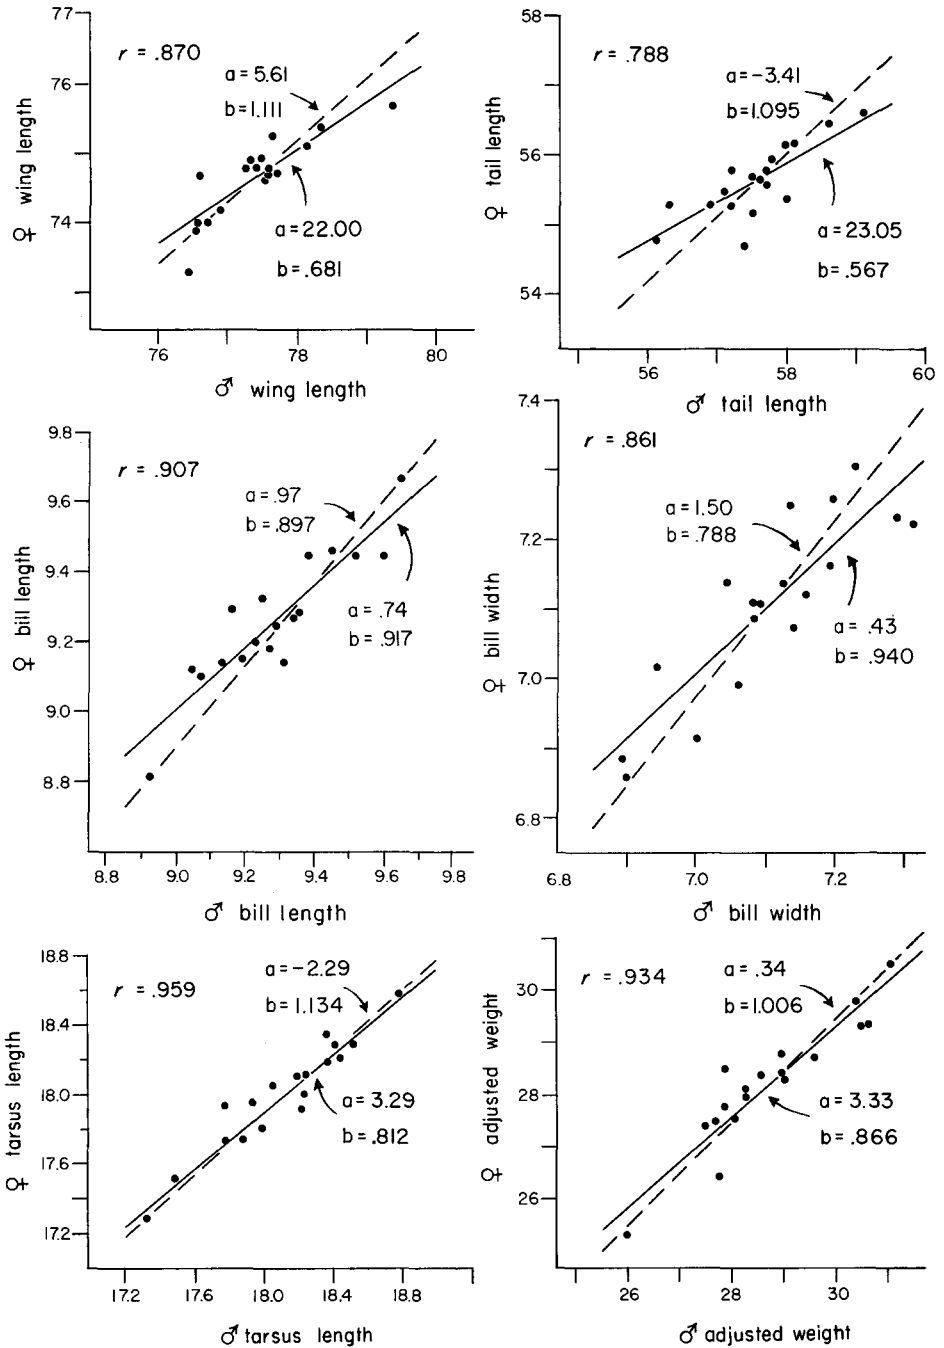 77
76
74
♀ wing length
r = .870
a = 5.61
b = 1.111
a = 22.00
b = .681
76 78 80
♂ wing length
58
56
54
♀ tail length
r = .788
a = -3.41
b = 1.095
a = 23.05
b = .567
56 58 60
♂ tail length
9.8
9.6
9.4
9.2
9.0
8.8
♀ bill length
r = .907
a = .97
b = .897
a = .74
b = .917
8.8 9.0 9.2 9.4 9.6 9.8
♂ bill length
7.4
7.2
7.0
6.8
♀ bill width
r = .861
a = 1.50
b = .788
a = .43
b = .940
6.8 7.0 7.2
♂ bill width
18.8
18.4
18.0
17.6
17.2
♀ tarsus length
r = .959
a = -2.29
b = 1.134
a = 3.29
b = .812
17.2 17.6 18.0 18.4 18.8
♂ tarsus length
30
28
26
♀ adjusted weight
r = .934
a = .34
b = 1.006
a = 3.33
b = .866
26 28 30
♂ adjusted weight